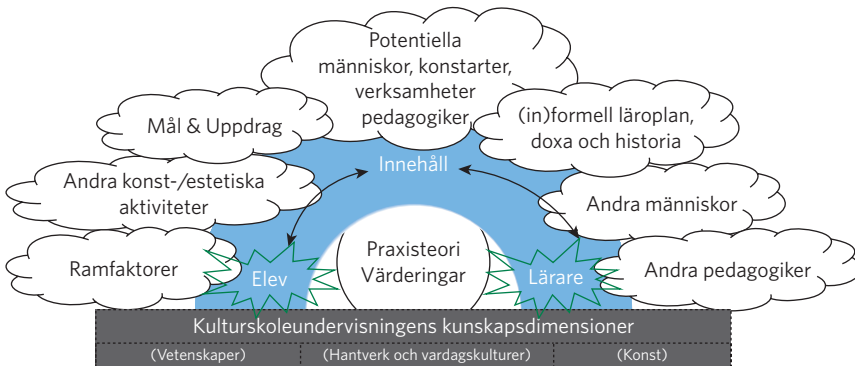 Potentiella
människor, konstarter,
verksamheter
pedagogiker
Mål & Uppdrag
(in)formell läroplan,
doxa och historia
Innehåll
Andra konst-/estetiska
aktiviteter
Andra människor
Ramfaktorer
Elev
Praxisteori
Värderingar
Lärare
Andra pedagogiker
Kulturskoleundervisningens kunskapsdimensioner
(Vetenskaper)
(Hantverk och vardagskulturer)
(Konst)